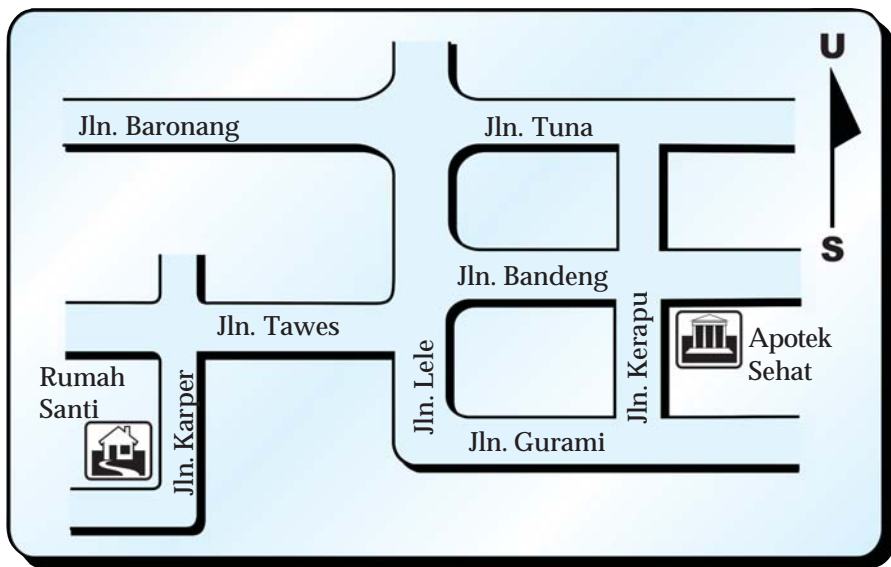 U
Jln. Baronang
Jln. Tuna
S
Jln. Bandeng
Jln. Tawes
Jln. Lele
Jln. Kerapu
Apotek
Sehat
Rumah
Santi
Jln. Karper
Jln. Gurami